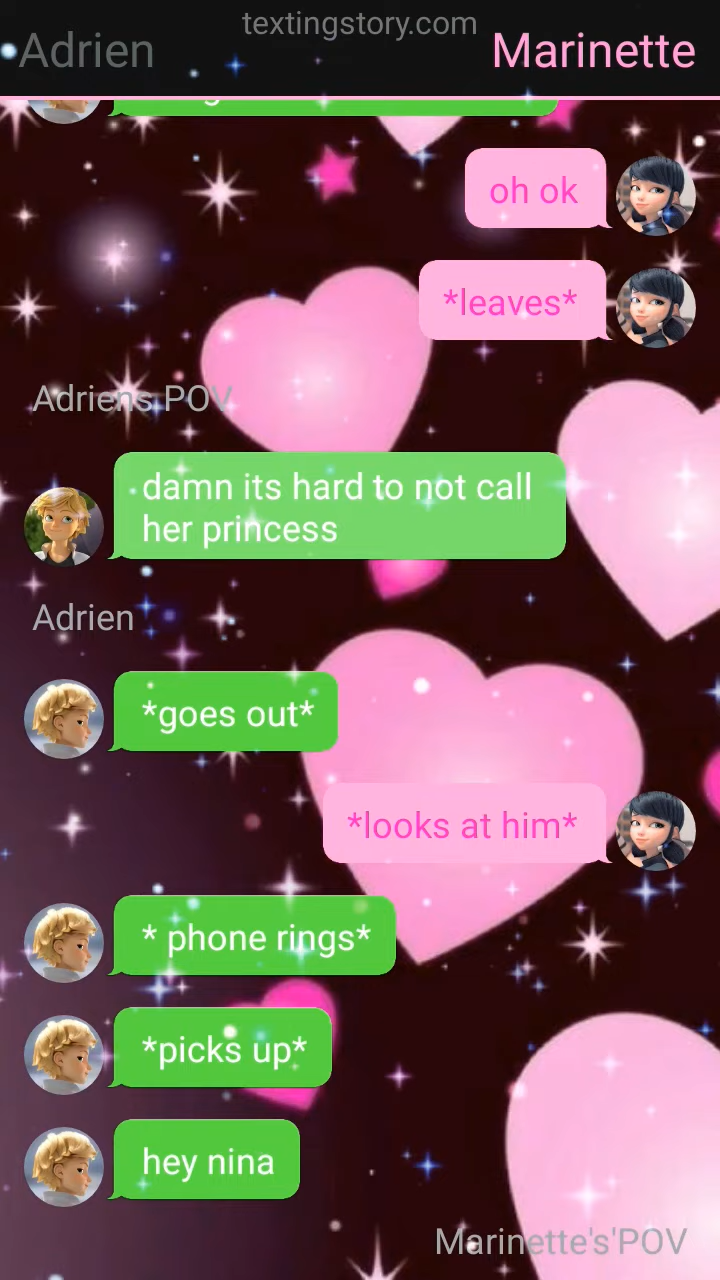 textingstory.com
Adrien
Marinette
oh ok
*leaves*
Adriens POV
damn its hard to not call
her princess
Adrien
*goes out*
*looks at him*
* phone rings*
*picks up*
hey nina
Marinette's'POV